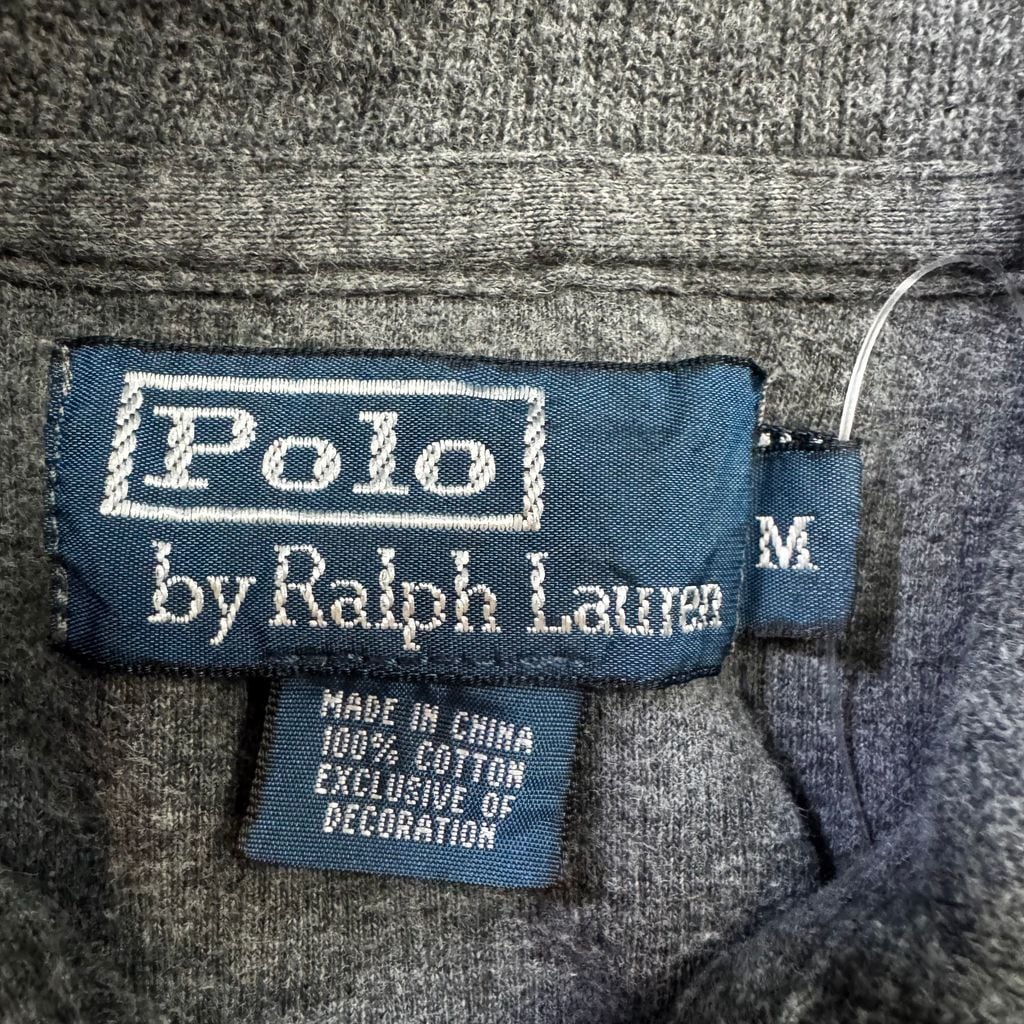 Polo
by Ralph Lauren
M
MADE IN CHINA
100% COTTON
EXCLUSIVE OF
DECORATION